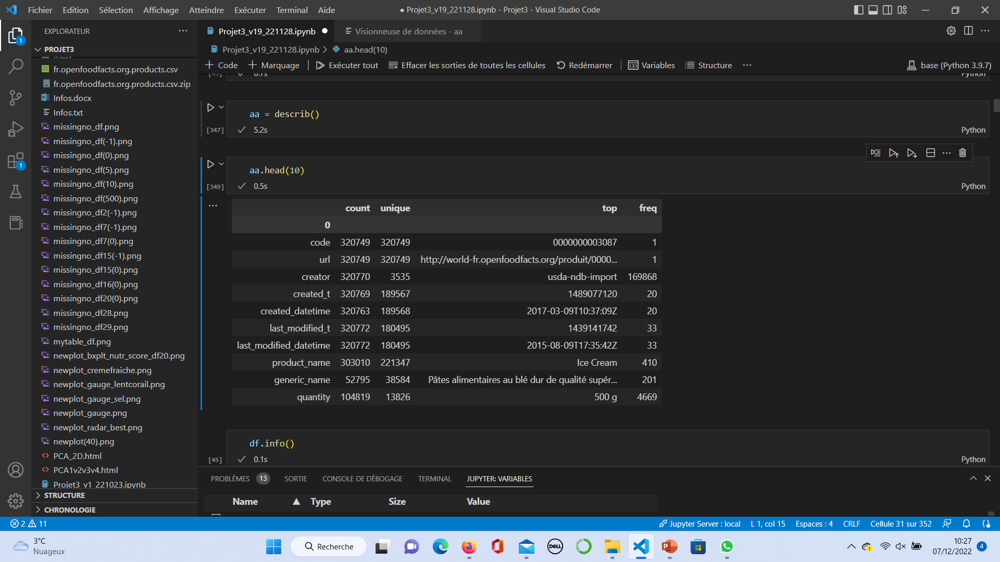 Fichier Edition Sélection Affichage Atteindre Exécuter Terminal Aide
● Projet3_v19_221128.ipynb - Projet3 - Visual Studio Code
EXPLORATEUR
PROJET3
fr.openfoodfacts.org.products.csv
fr.openfoodfacts.org.products.csv.zip
Infos.docx
Infos.txt
missingno_df.png
missingno_df(-1).png
missingno_df(0).png
missingno_df(5).png
missingno_df(10).png
missingno_df(500).png
missingno_df2(-1).png
missingno_df7(-1).png
missingno_df7(0).png
missingno_df15(-1).png
missingno_df15(0).png
missingno_df16(0).png
missingno_df20(0).png
missingno_df28.png
missingno_df29.png
mytable_df.png
newplot_bxplt_nutr_score_df20.png
newplot_cremefraiche.png
newplot_gauge_lentcorail.png
newplot_gauge_sel.png
newplot_gauge.png
newplot_radar_best.png
newplot(40).png
PCA_2D.html
PCA1v2v3v4.html
Projet3_v1_221023.ipynb
STRUCTURE
CHRONOLOGIE
1
1
Projet3_v19_221128.ipynb ●
Visionneuse de données - aa
Projet3_v19_221128.ipynb > aa.head(10)
+ Code + Marquage | Exécuter tout Effacer les sorties de toutes les cellules Redémarrer | Variables Structure ...
base (Python 3.9.7)
[45] 0.7s Python
aa = describ()
[347] 5.2s Python
aa.head(10)
[349] 0.5s Python
count unique top freq
0
code 320749 320749 0000000003087 1
url 320749 320749 http://world-fr.openfoodfacts.org/produit/0000... 1
creator 320770 3535 usda-ndb-import 169868
created_t 320769 189567 1489077120 20
created_datetime 320763 189568 2017-03-09T10:37:09Z 20
last_modified_t 320772 180495 1439141742 33
last_modified_datetime 320772 180495 2015-08-09T17:35:42Z 33
product_name 303010 221347 Ice Cream 410
generic_name 52795 38584 Pâtes alimentaires au blé dur de qualité supér... 201
quantity 104819 13826 500 g 4669
df.info()
[45] 0.1s Python
PROBLÈMES 13 SORTIE CONSOLE DE DÉBOGAGE TERMINAL JUPYTER: VARIABLES
Name ▲ Type Size Value
2 11
Jupyter Server : local L 1, col 15 Espaces : 4 CRLF Cellule 31 sur 352
3°C
Nuageux
Recherche
DELL
10:27
07/12/2022
4